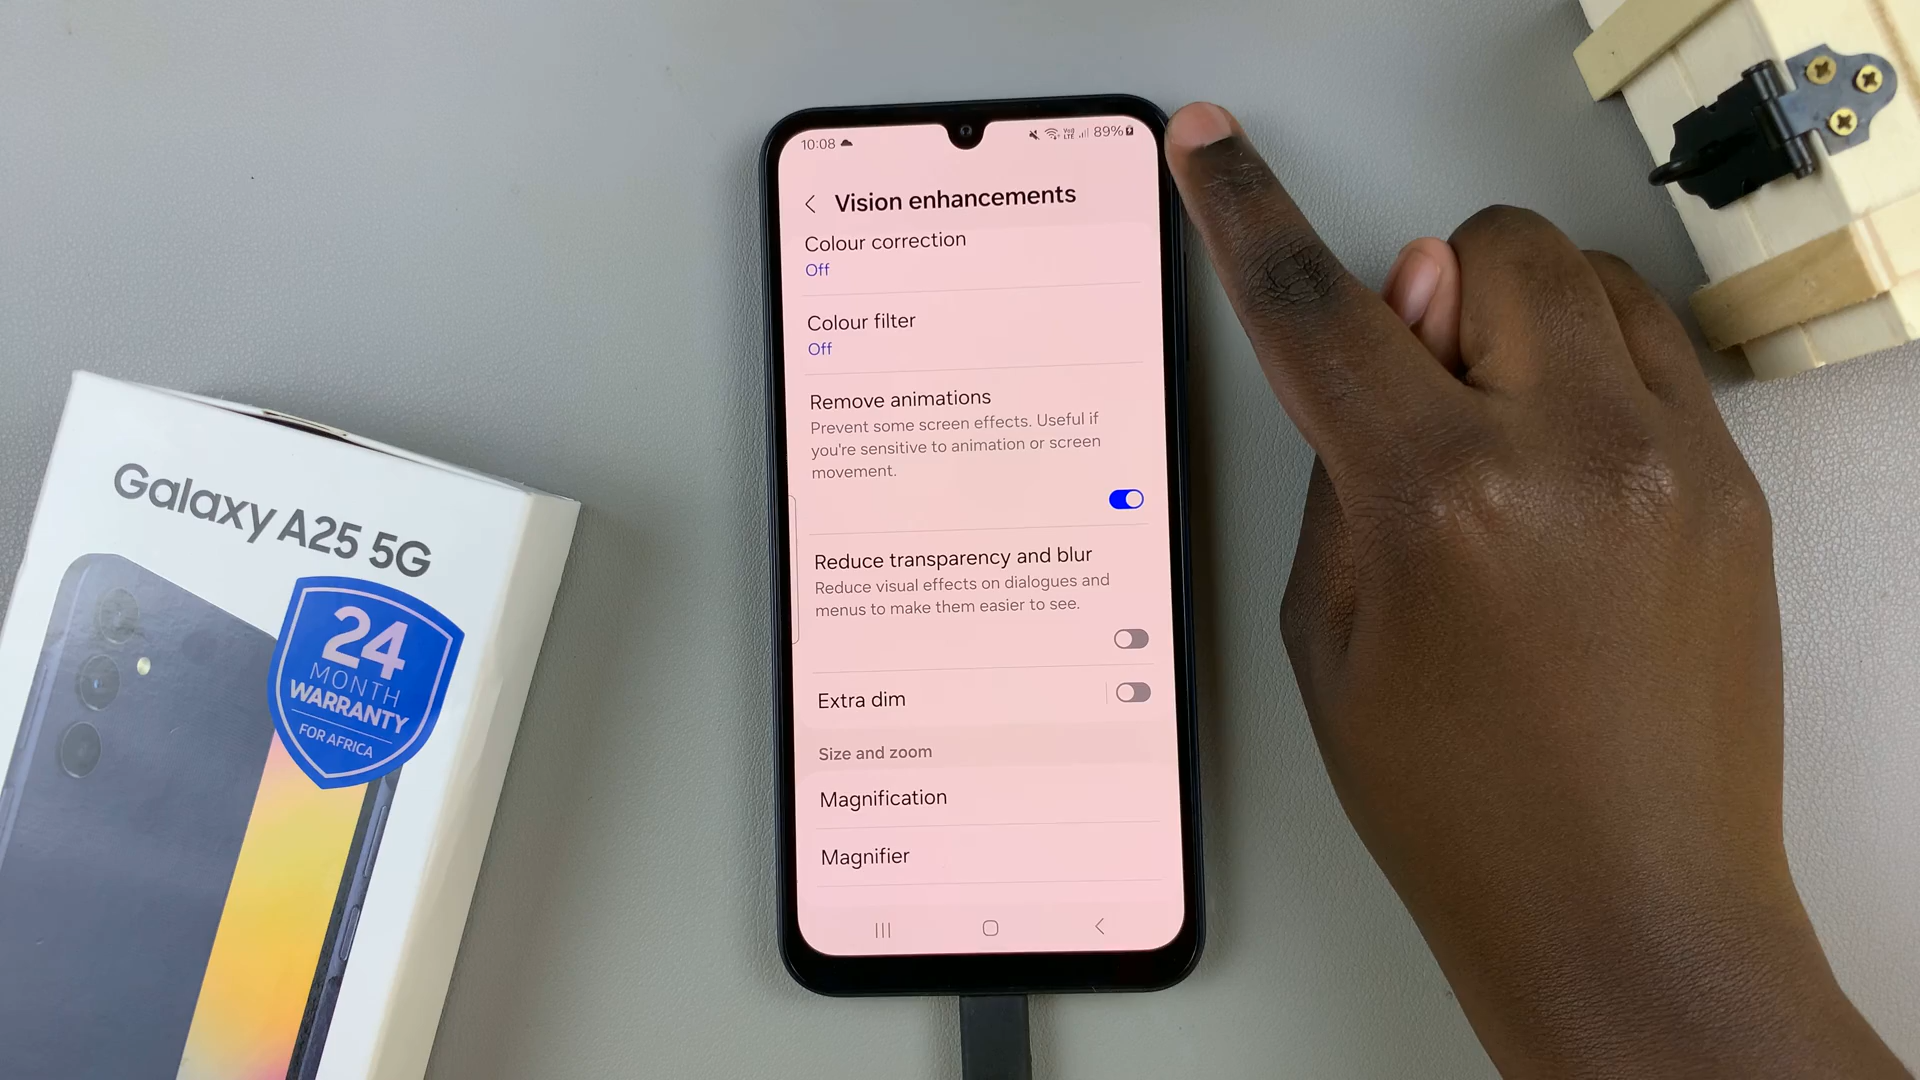 10:08
Vo)
LTE
89%
Vision enhancements
Colour correction
Off
Colour filter
Off
Remove animations
Prevent some screen effects. Useful if
you're sensitive to animation or screen
movement.
Reduce transparency and blur
Reduce visual effects on dialogues and
menus to make them easier to see.
Extra dim
Size and zoom
Magnification
Magnifier
Galaxy A25 5G
24
MONTH
WARRANTY
FOR AFRICA